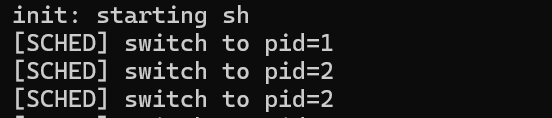 init: starting sh
[SCHED] switch to pid=1
[SCHED] switch to pid=2
[SCHED] switch to pid=2